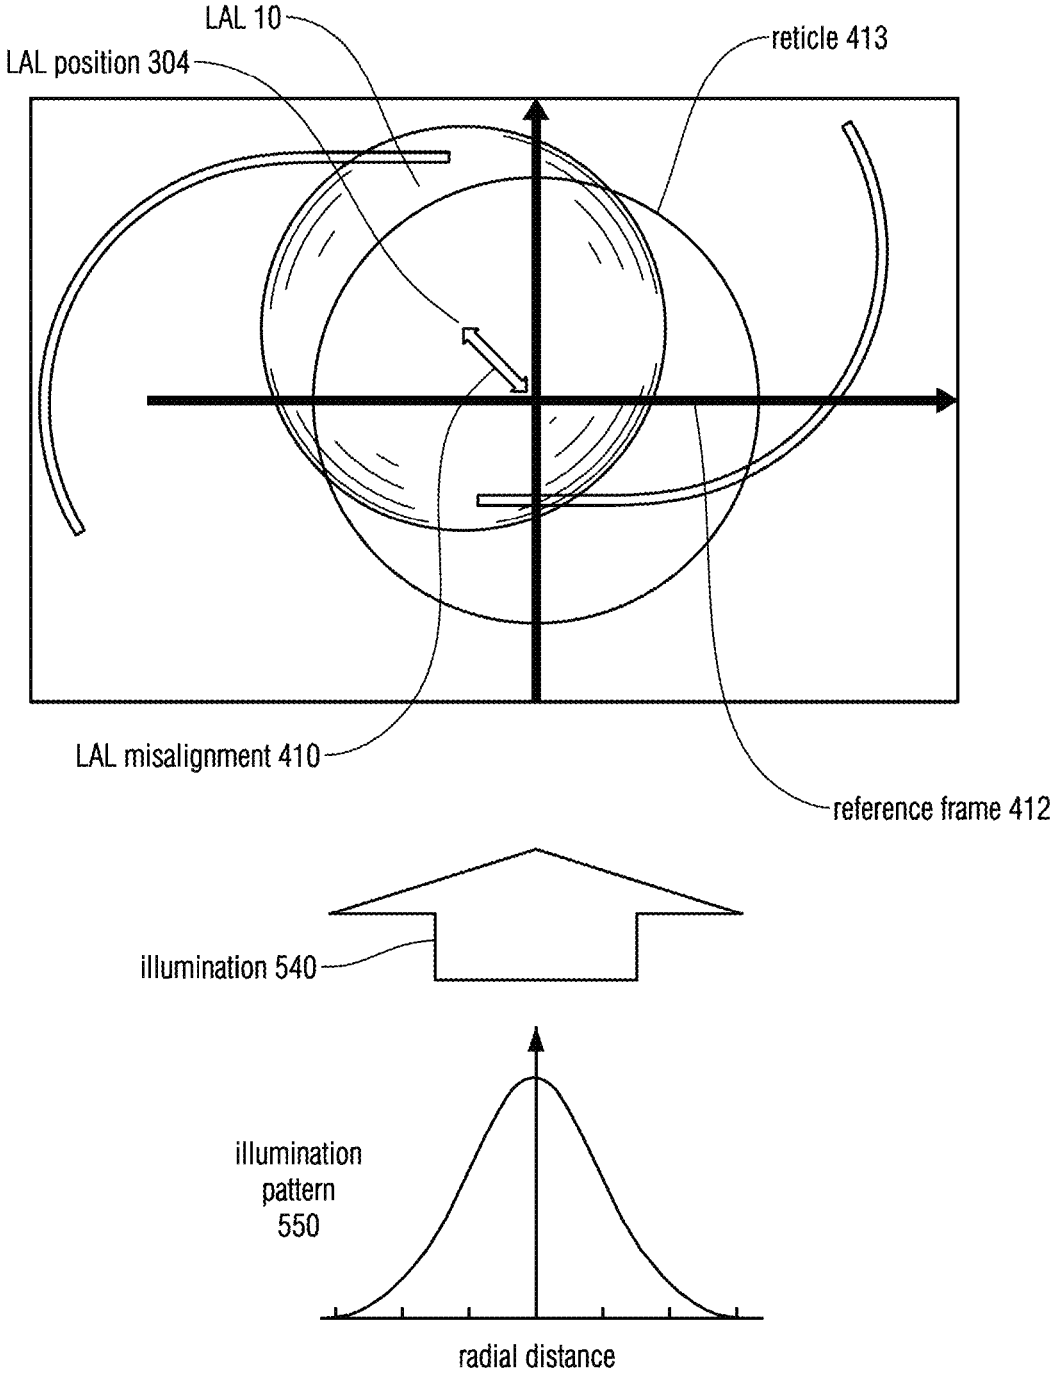 LAL 10
reticle 413
LAL position 304
LAL misalignment 410
reference frame 412
illumination 540
illumination
pattern
550
radial distance